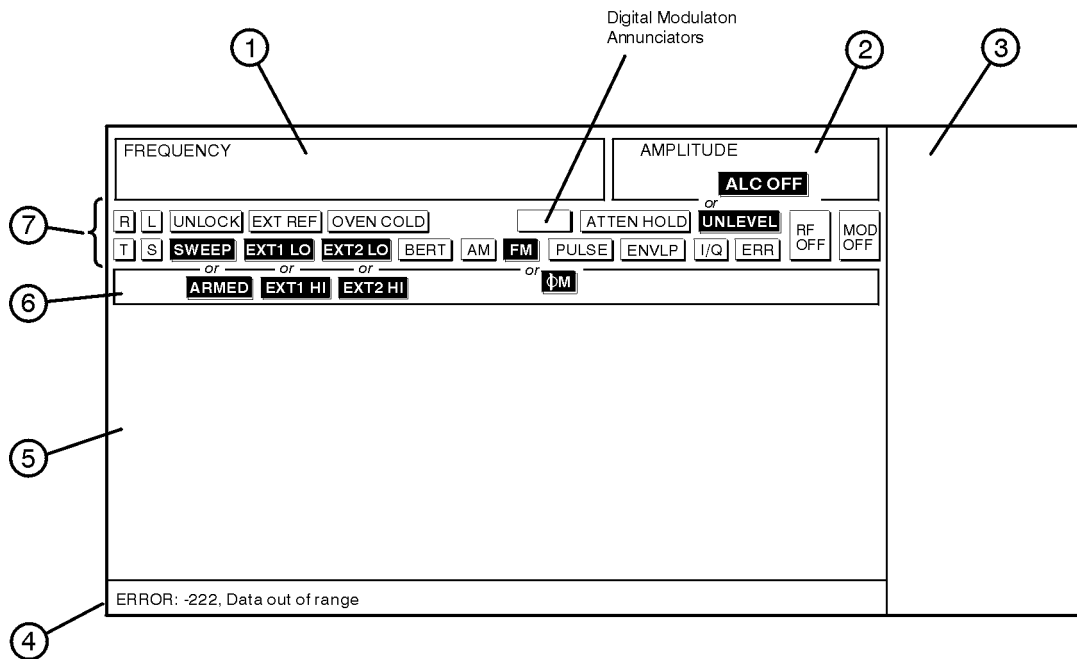 Digital Modulaton
Annunciators
1
2
3
FREQUENCY
AMPLITUDE
ALC OFF
or
7
R L UNLOCK EXT REF OVEN COLD ATTEN HOLD UNLEVEL RF OFF MOD OFF
T S SWEEP EXT1 LO EXT2 LO BERT AM FM PULSE ENVLP I/Q ERR
or or or or
6
ARMED EXT1 HI EXT2 HI ΦM
5
ERROR: -222, Data out of range
4